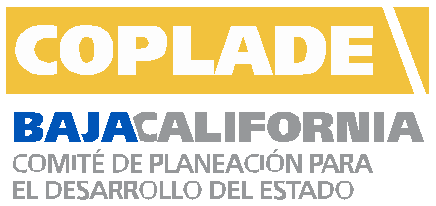 COPLADE
BAJACALIFORNIA
COMITÉ DE PLANEACIÓN PARA
EL DESARROLLO DEL ESTADO